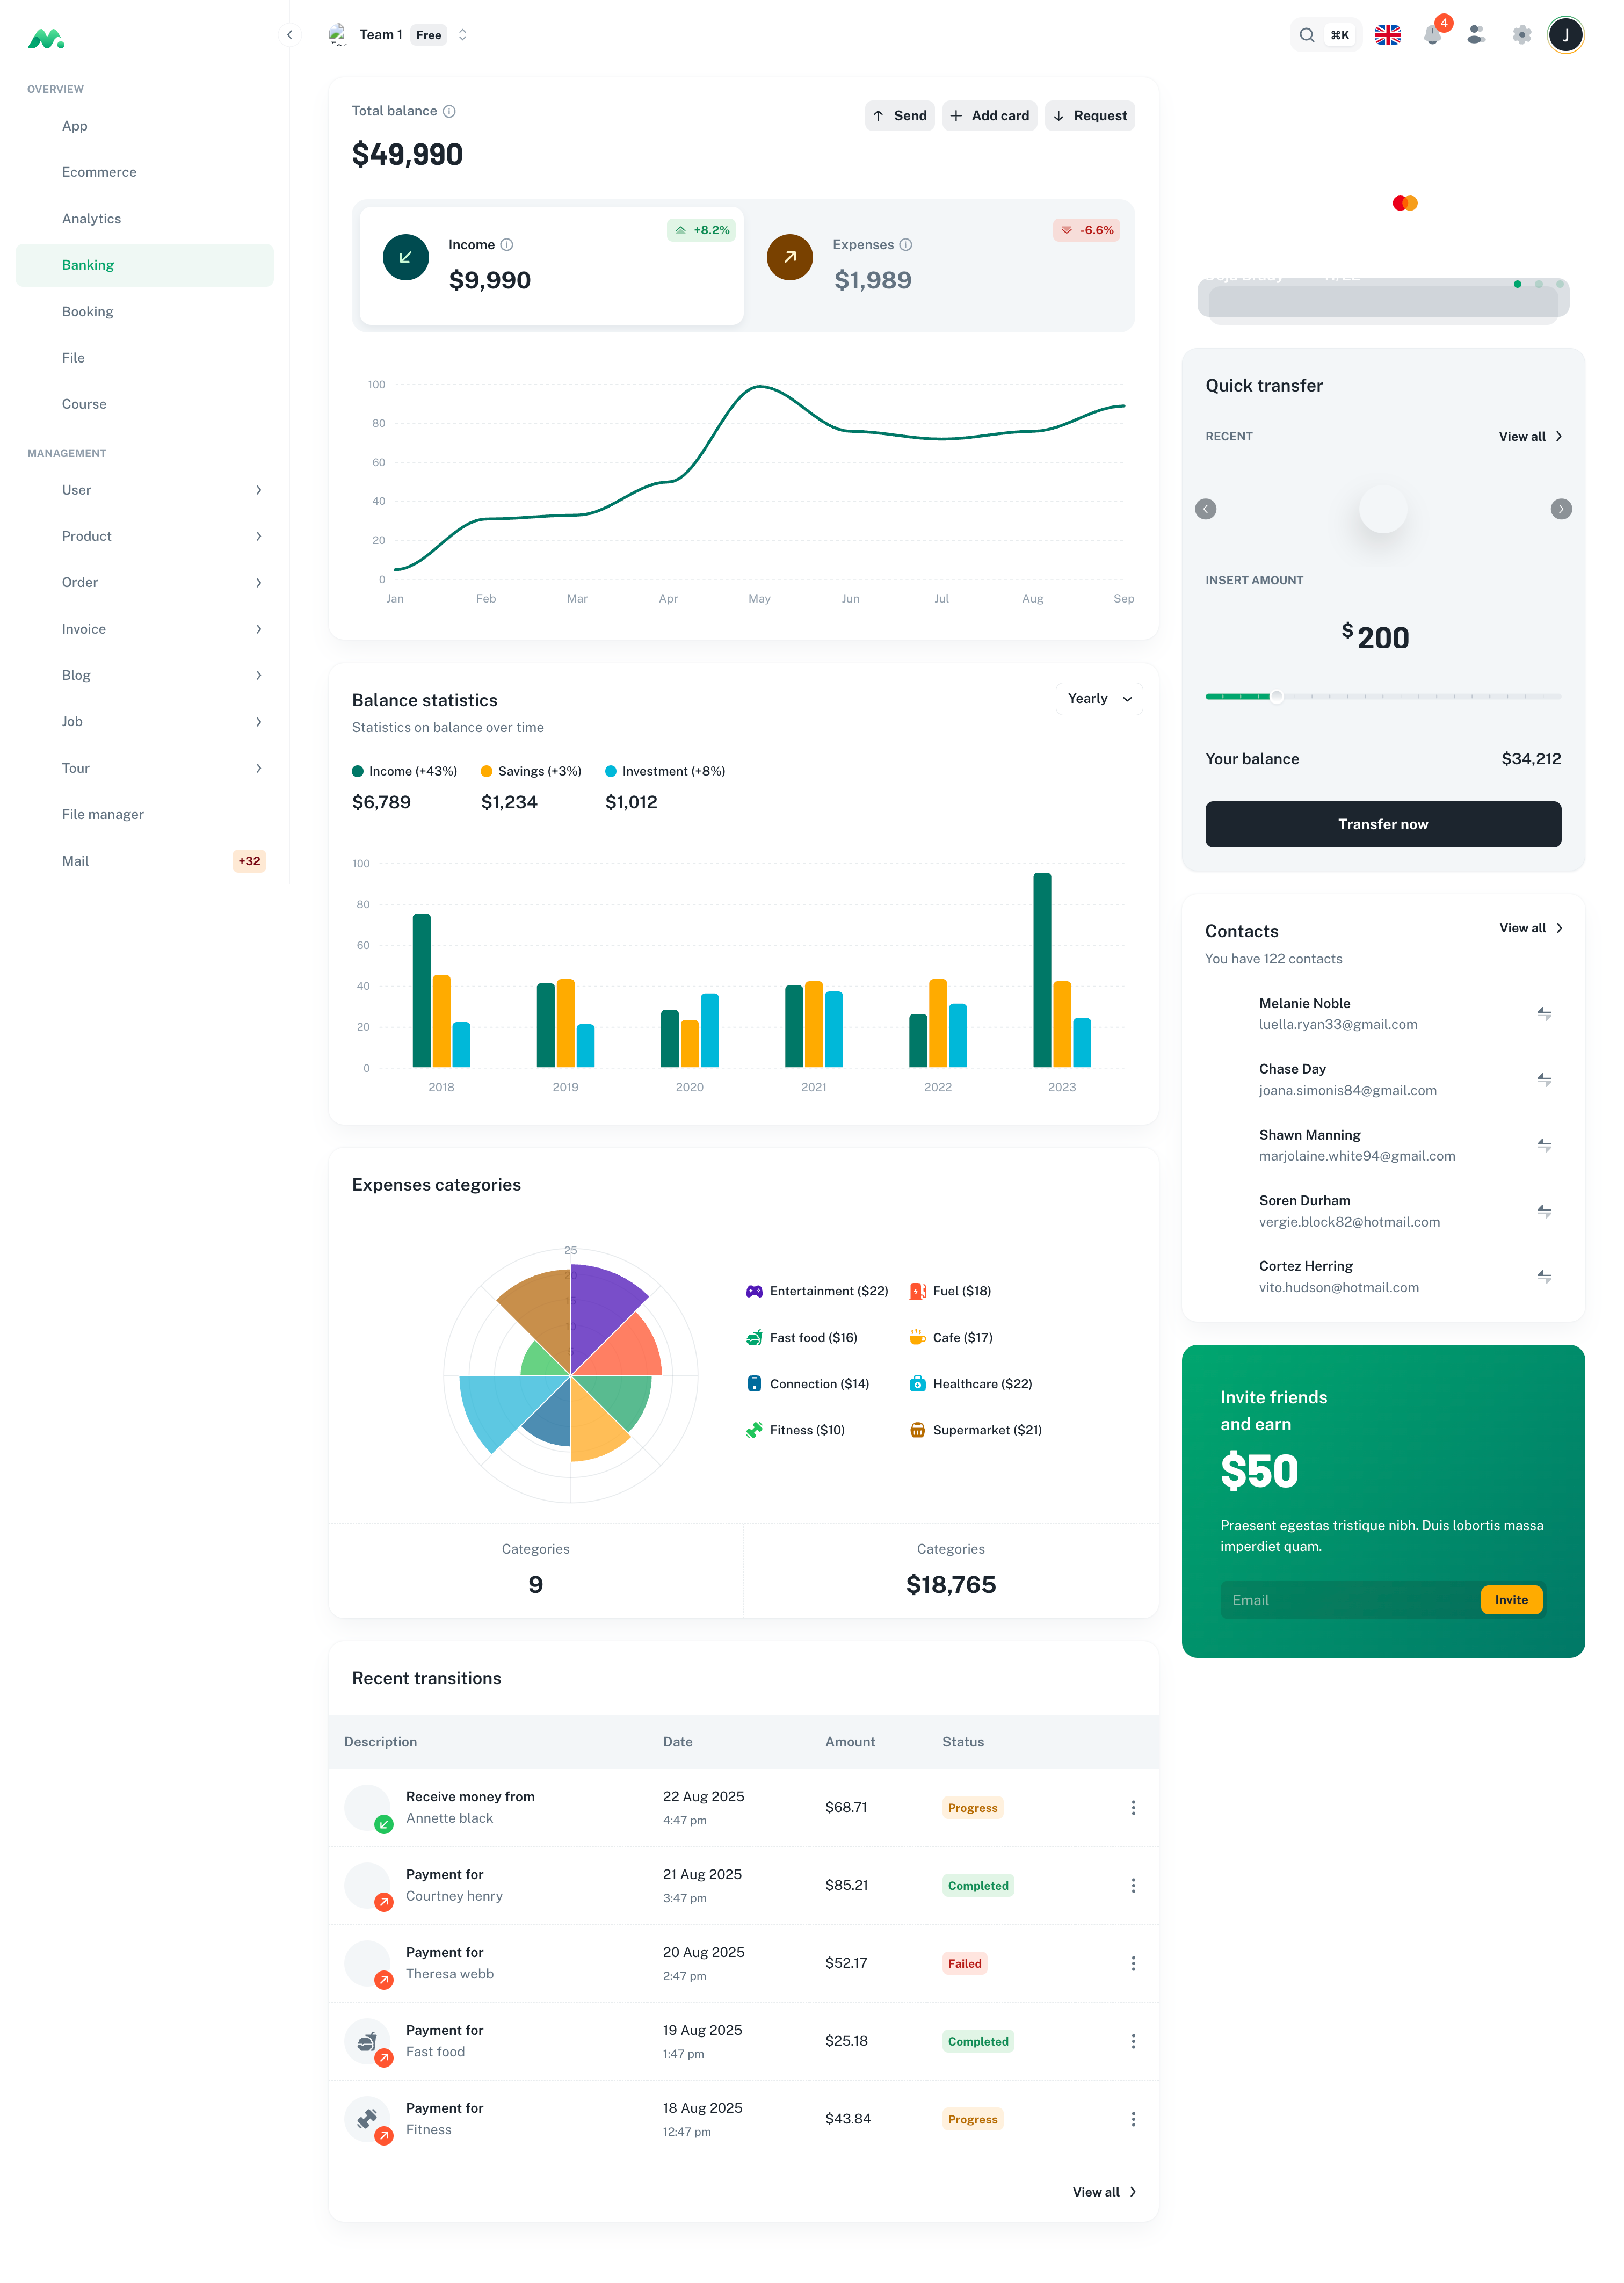 OVERVIEW
App
Ecommerce
Analytics
Banking
Booking
File
Course
MANAGEMENT
User
Product
Order
Invoice
Blog
Job
Tour
File manager
Mail
+32
Team 1
Free
⌘K
4
J
Total balance
$49,990
Send
Add card
Request
Income
$9,990
+8.2%
Expenses
$1,989
-6.6%
100
80
60
40
20
0
Jan Feb Mar Apr May Jun Jul Aug Sep
Balance statistics
Statistics on balance over time
Yearly
Income (+43%)
$6,789
Savings (+3%)
$1,234
Investment (+8%)
$1,012
100
80
60
40
20
0
2018 2019 2020 2021 2022 2023
Expenses categories
25
20
15
10
5
Entertainment ($22)
Fuel ($18)
Fast food ($16)
Cafe ($17)
Connection ($14)
Healthcare ($22)
Fitness ($10)
Supermarket ($21)
Categories
9
Categories
$18,765
Recent transitions
Description Date Amount Status
Receive money from
Annette black
22 Aug 2025
4:47 pm
$68.71
Progress
Payment for
Courtney henry
21 Aug 2025
3:47 pm
$85.21
Completed
Payment for
Theresa webb
20 Aug 2025
2:47 pm
$52.17
Failed
Payment for
Fast food
19 Aug 2025
1:47 pm
$25.18
Completed
Payment for
Fitness
18 Aug 2025
12:47 pm
$43.84
Progress
View all
Quick transfer
RECENT
View all
INSERT AMOUNT
$ 200
Your balance
$34,212
Transfer now
Contacts
You have 122 contacts
View all
Melanie Noble
luella.ryan33@gmail.com
Chase Day
joana.simonis84@gmail.com
Shawn Manning
marjolaine.white94@gmail.com
Soren Durham
vergie.block82@hotmail.com
Cortez Herring
vito.hudson@hotmail.com
Invite friends
and earn
$50
Praesent egestas tristique nibh. Duis lobortis massa
imperdiet quam.
Email
Invite